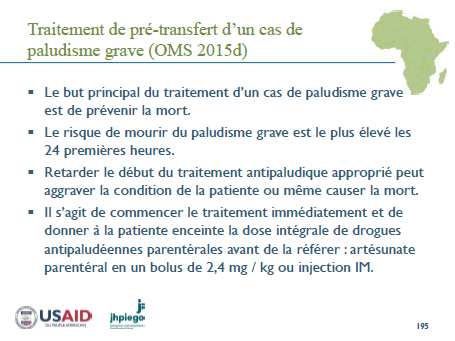 Traitement de pré-transfert d’un cas de
paludisme grave (OMS 2015d)
▪ Le but principal du traitement d’un cas de paludisme grave
est de prévenir la mort.
▪ Le risque de mourir du paludisme grave est le plus élevé les
24 premières heures.
▪ Retarder le début du traitement antipaludique approprié peut
aggraver la condition de la patiente ou même causer la mort.
▪ Il s’agit de commencer le traitement immédiatement et de
donner à la patiente enceinte la dose intégrale de drogues
antipaludéennes parentérales avant de la référer : artésunate
parentéral en un bolus de 2,4 mg / kg ou injection IM.
USAID
jhpiego
195